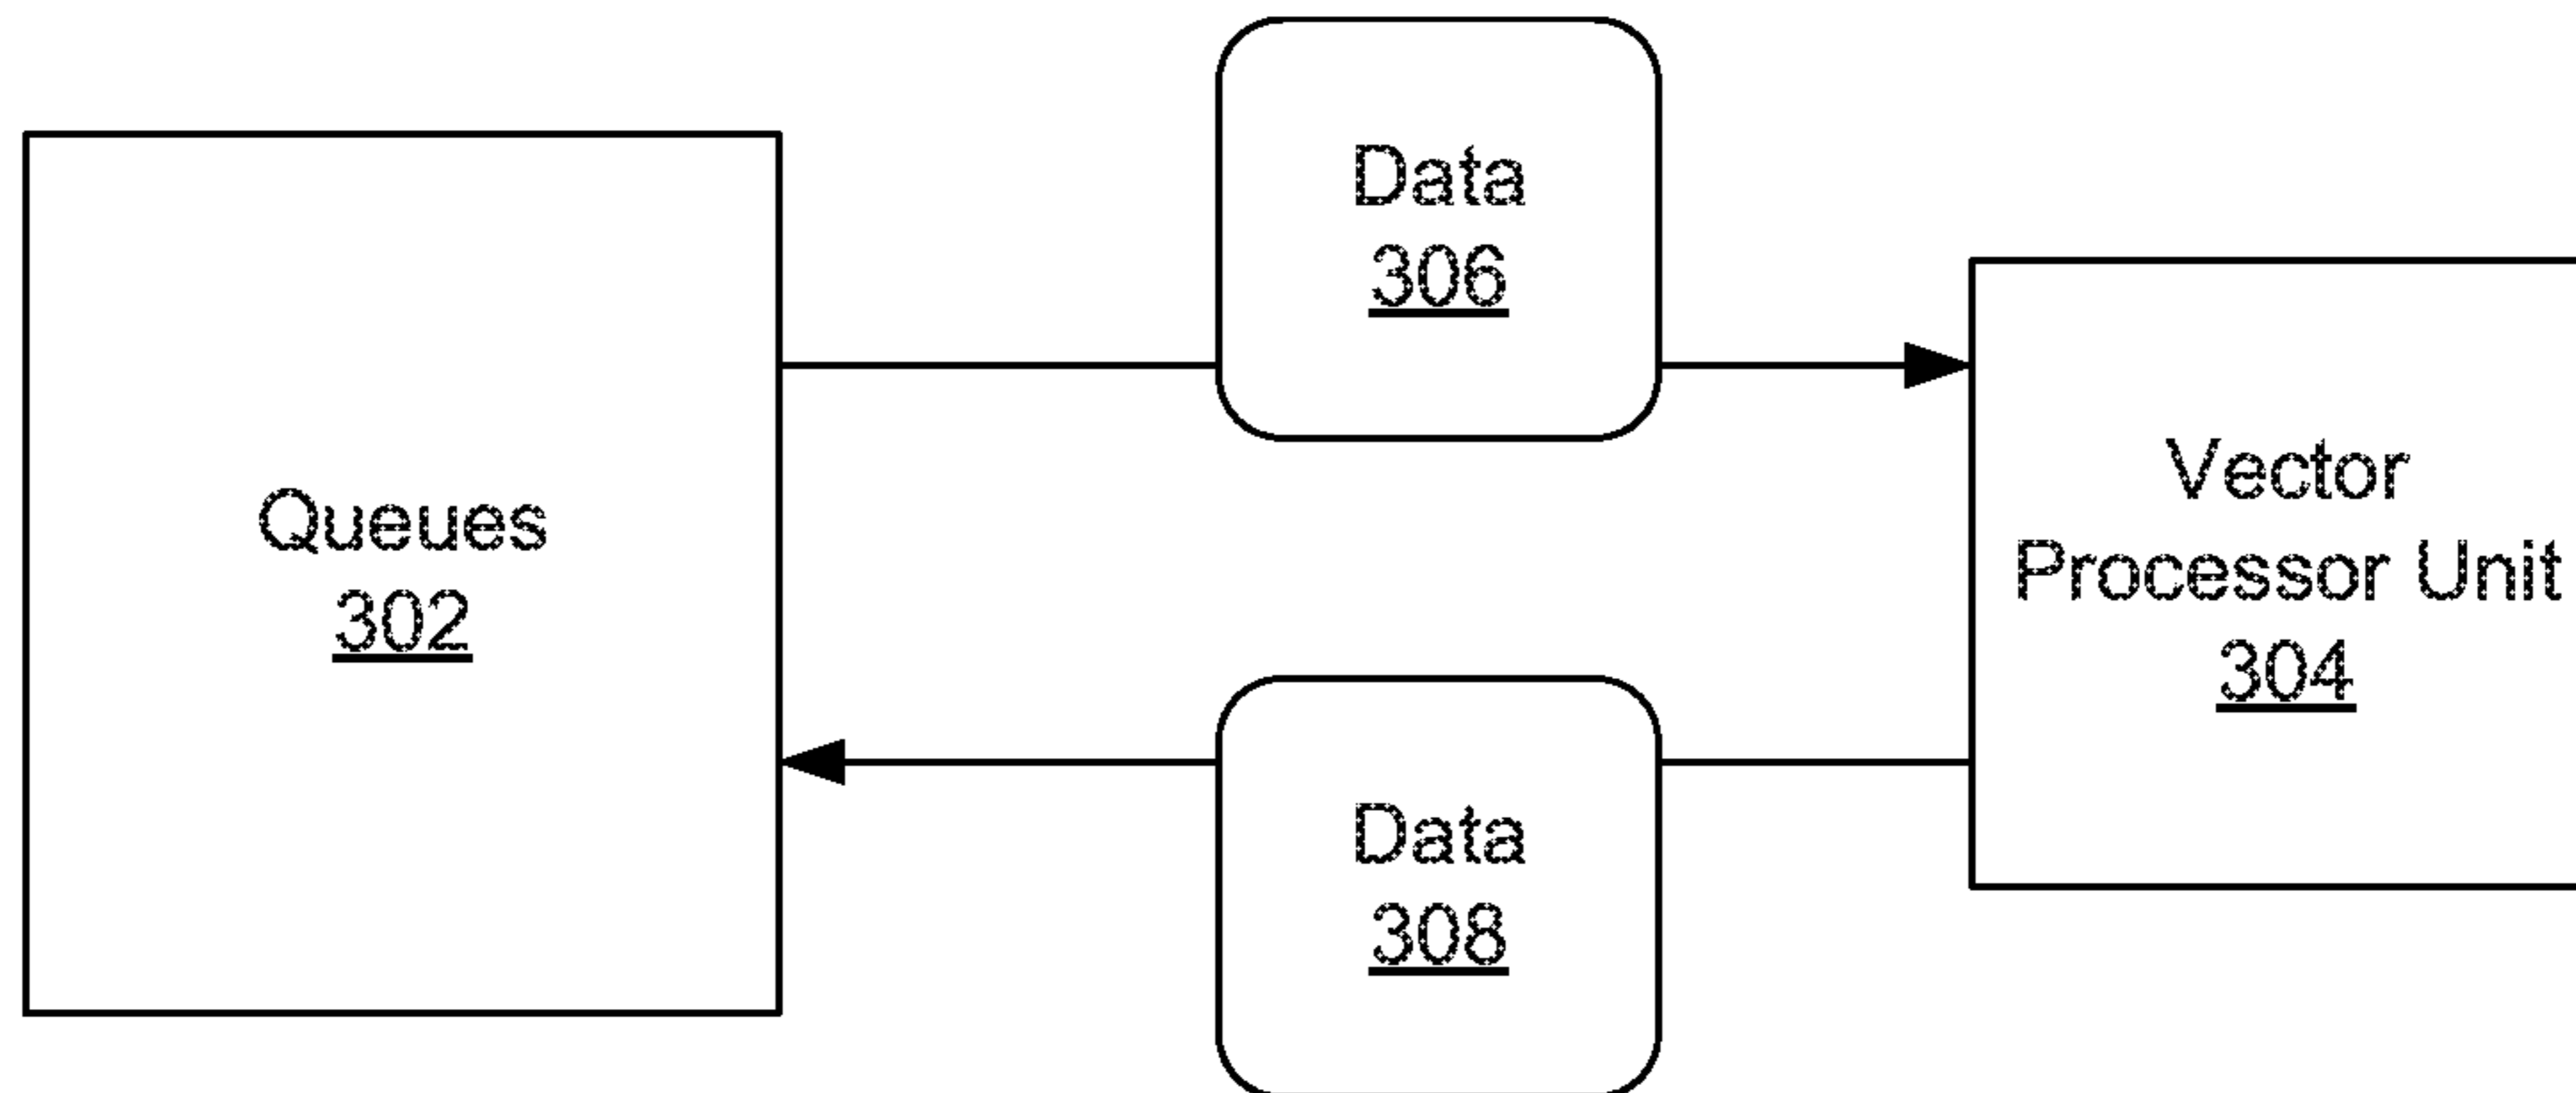 Data
306
Queues
302
Vector
Processor Unit
304
Data
308